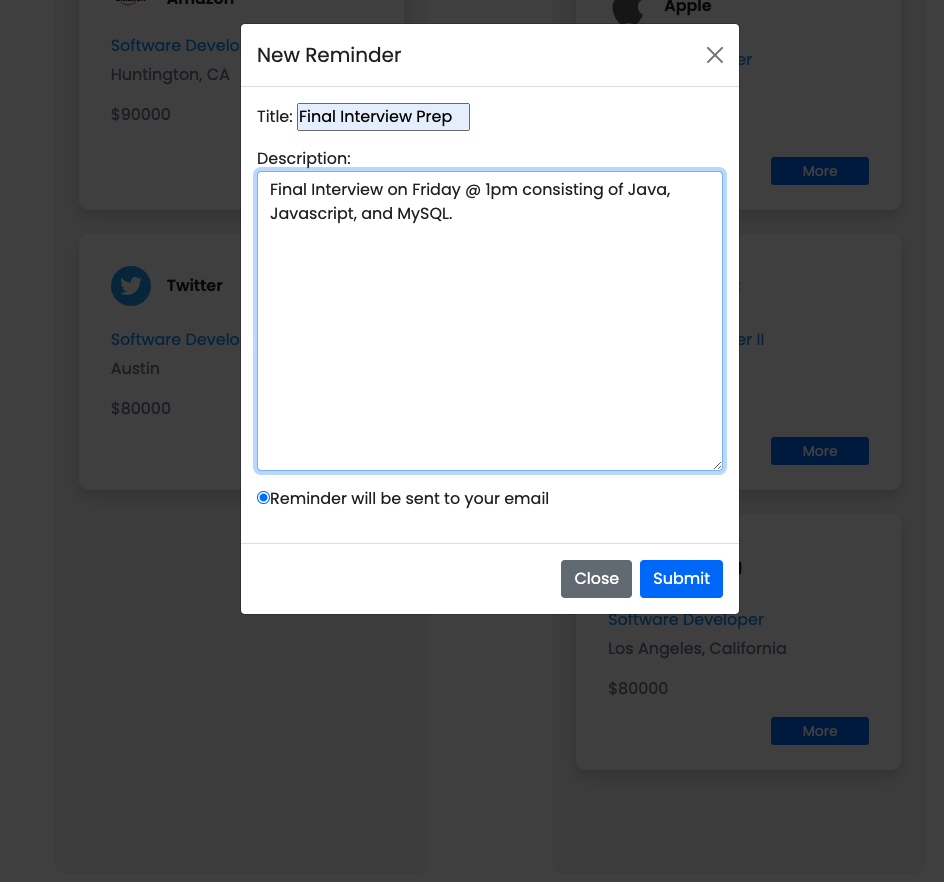 Amazon
Apple
Software Develo
er
Huntington, CA
$90000
More
New Reminder
Title: Final Interview Prep
Description:
Final Interview on Friday @ 1pm consisting of Java,
Javascript, and MySQL.
Reminder will be sent to your email
Close
Submit
Twitter
Software Develo
er II
Austin
$80000
More
Software Developer
Los Angeles, California
$80000
More